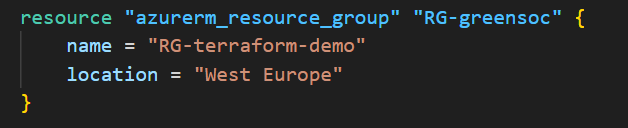 resource "azurerm_resource_group" "RG-greensoc" {
    name = "RG-terraform-demo"
    location = "West Europe"
}